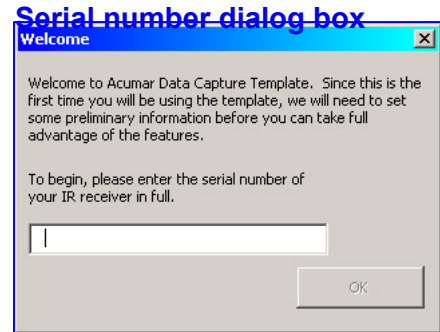 Serial number dialog box
Welcome
Welcome to Acumar Data Capture Template. Since this is the
first time you will be using the template, we will need to set
some preliminary information before you can take full
advantage of the features.
To begin, please enter the serial number of
your IR receiver in full.
OK